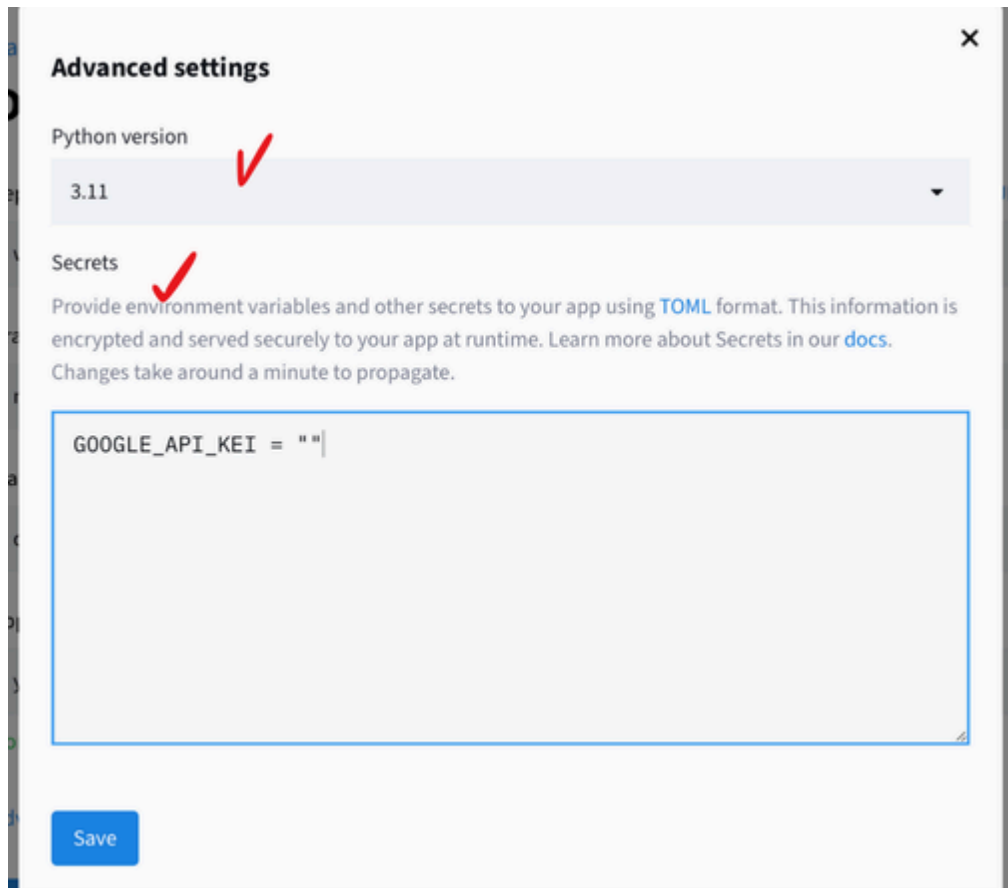 Advanced settings
Python version
3.11
Secrets
Provide environment variables and other secrets to your app using TOML format. This information is
encrypted and served securely to your app at runtime. Learn more about Secrets in our docs.
Changes take around a minute to propagate.
GOOGLE_API_KEI = ""
Save